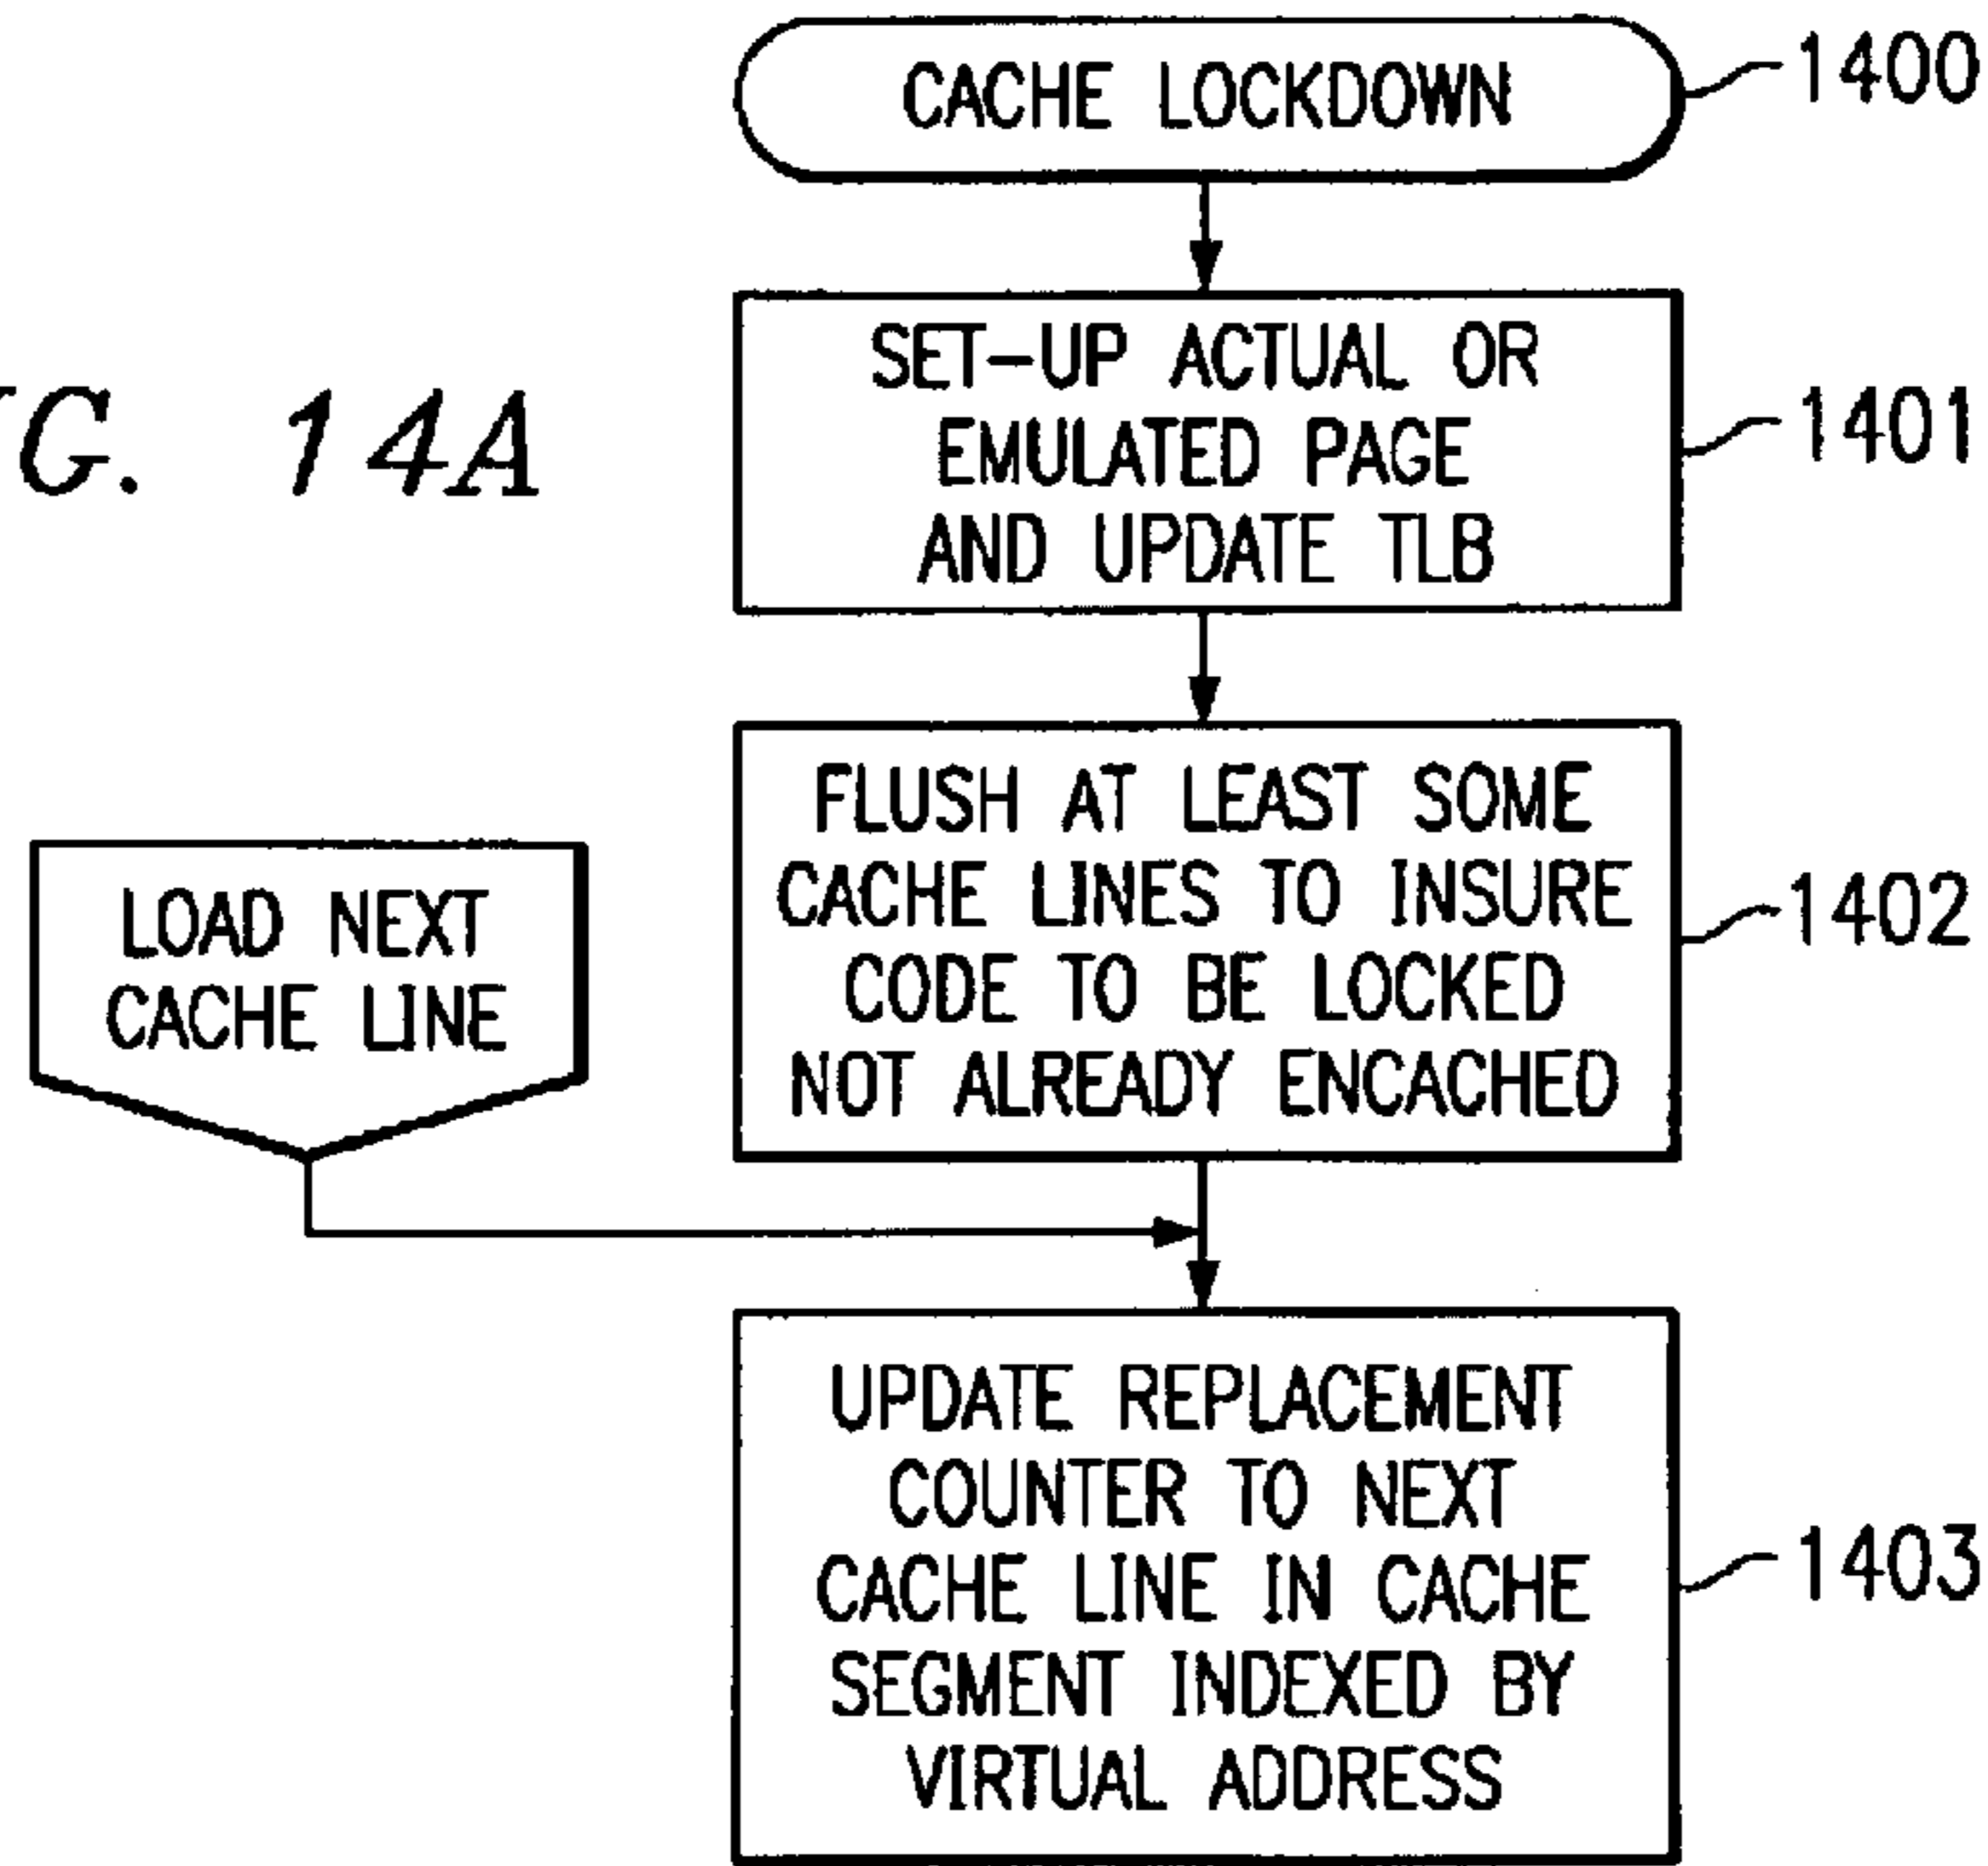 CACHE LOCKDOWN
1400
SET-UP ACTUAL OR
EMULATED PAGE
AND UPDATE TLB
1401
G. 14A
FLUSH AT LEAST SOME
CACHE LINES TO INSURE
CODE TO BE LOCKED
NOT ALREADY ENCACHED
1402
LOAD NEXT
CACHE LINE
UPDATE REPLACEMENT
COUNTER TO NEXT
CACHE LINE IN CACHE
SEGMENT INDEXED BY
VIRTUAL ADDRESS
1403